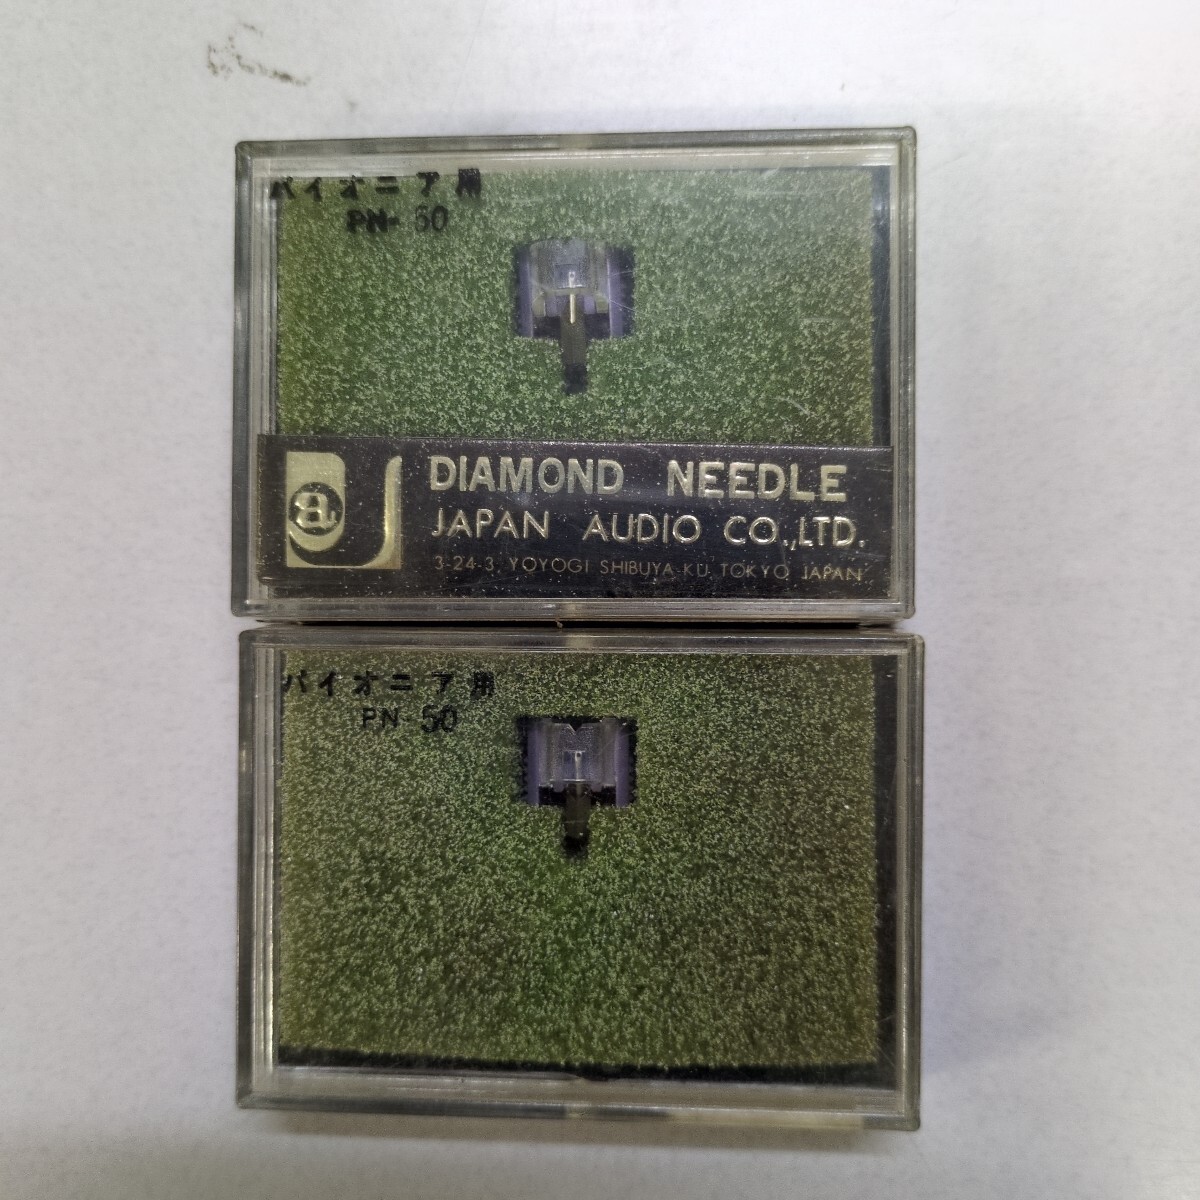 パイオニア用
PN-50
a
DIAMOND NEEDLE
JAPAN AUDIO CO.,LTD.
3-24-3, YOYOGI SHIBUYA-KU TOKYO JAPAN
パイオニア用
PN-50